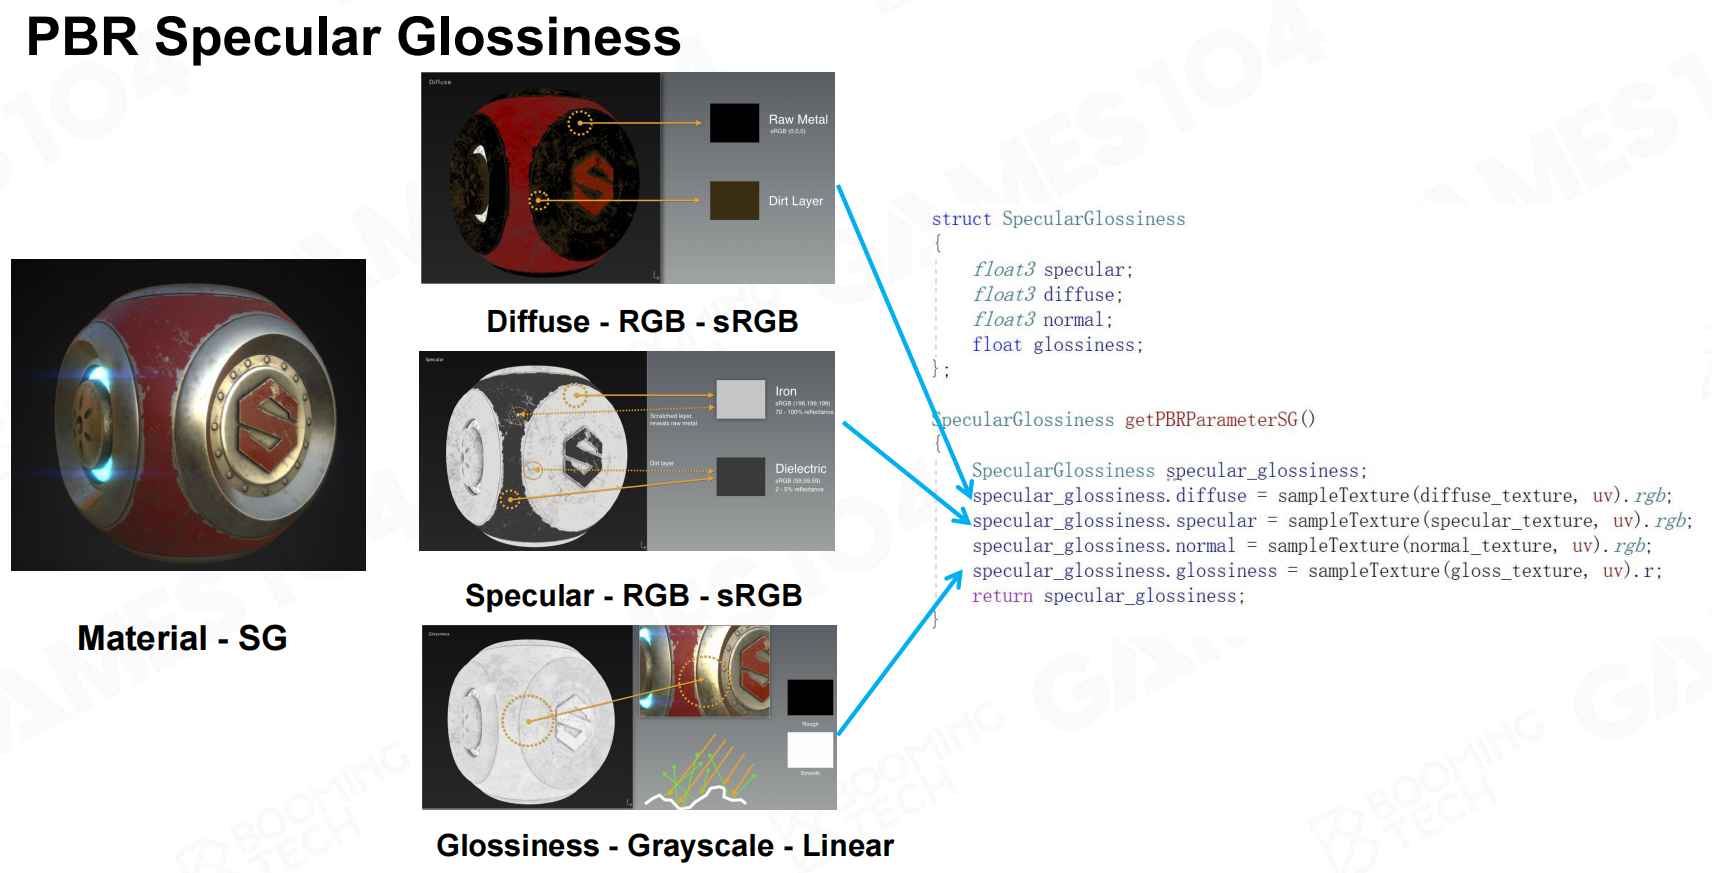 PBR Specular Glossiness
Diffuse
Raw Metal
sRGB (0,0,0)
Dirt Layer
Diffuse - RGB - sRGB
Specular
Iron
sRGB (196,199,199)
70 - 100% reflectance
Scratched layer,
reveals raw metal
Dirt layer
Dielectric
sRGB (59,59,59)
2 - 5% reflectance
Specular - RGB - sRGB
Material - SG
Glossiness
Rough
Smooth
Glossiness - Grayscale - Linear
struct SpecularGlossiness
{
float3 specular;
float3 diffuse;
float3 normal;
float glossiness;
};
SpecularGlossiness getPBRParameterSG()
{
SpecularGlossiness specular_glossiness;
specular_glossiness.diffuse = sampleTexture(diffuse_texture, uv).rgb;
specular_glossiness.specular = sampleTexture(specular_texture, uv).rgb;
specular_glossiness.normal = sampleTexture(normal_texture, uv).rgb;
specular_glossiness.glossiness = sampleTexture(gloss_texture, uv).r;
return specular_glossiness;
}
GAMES104
BOOMING
TECH